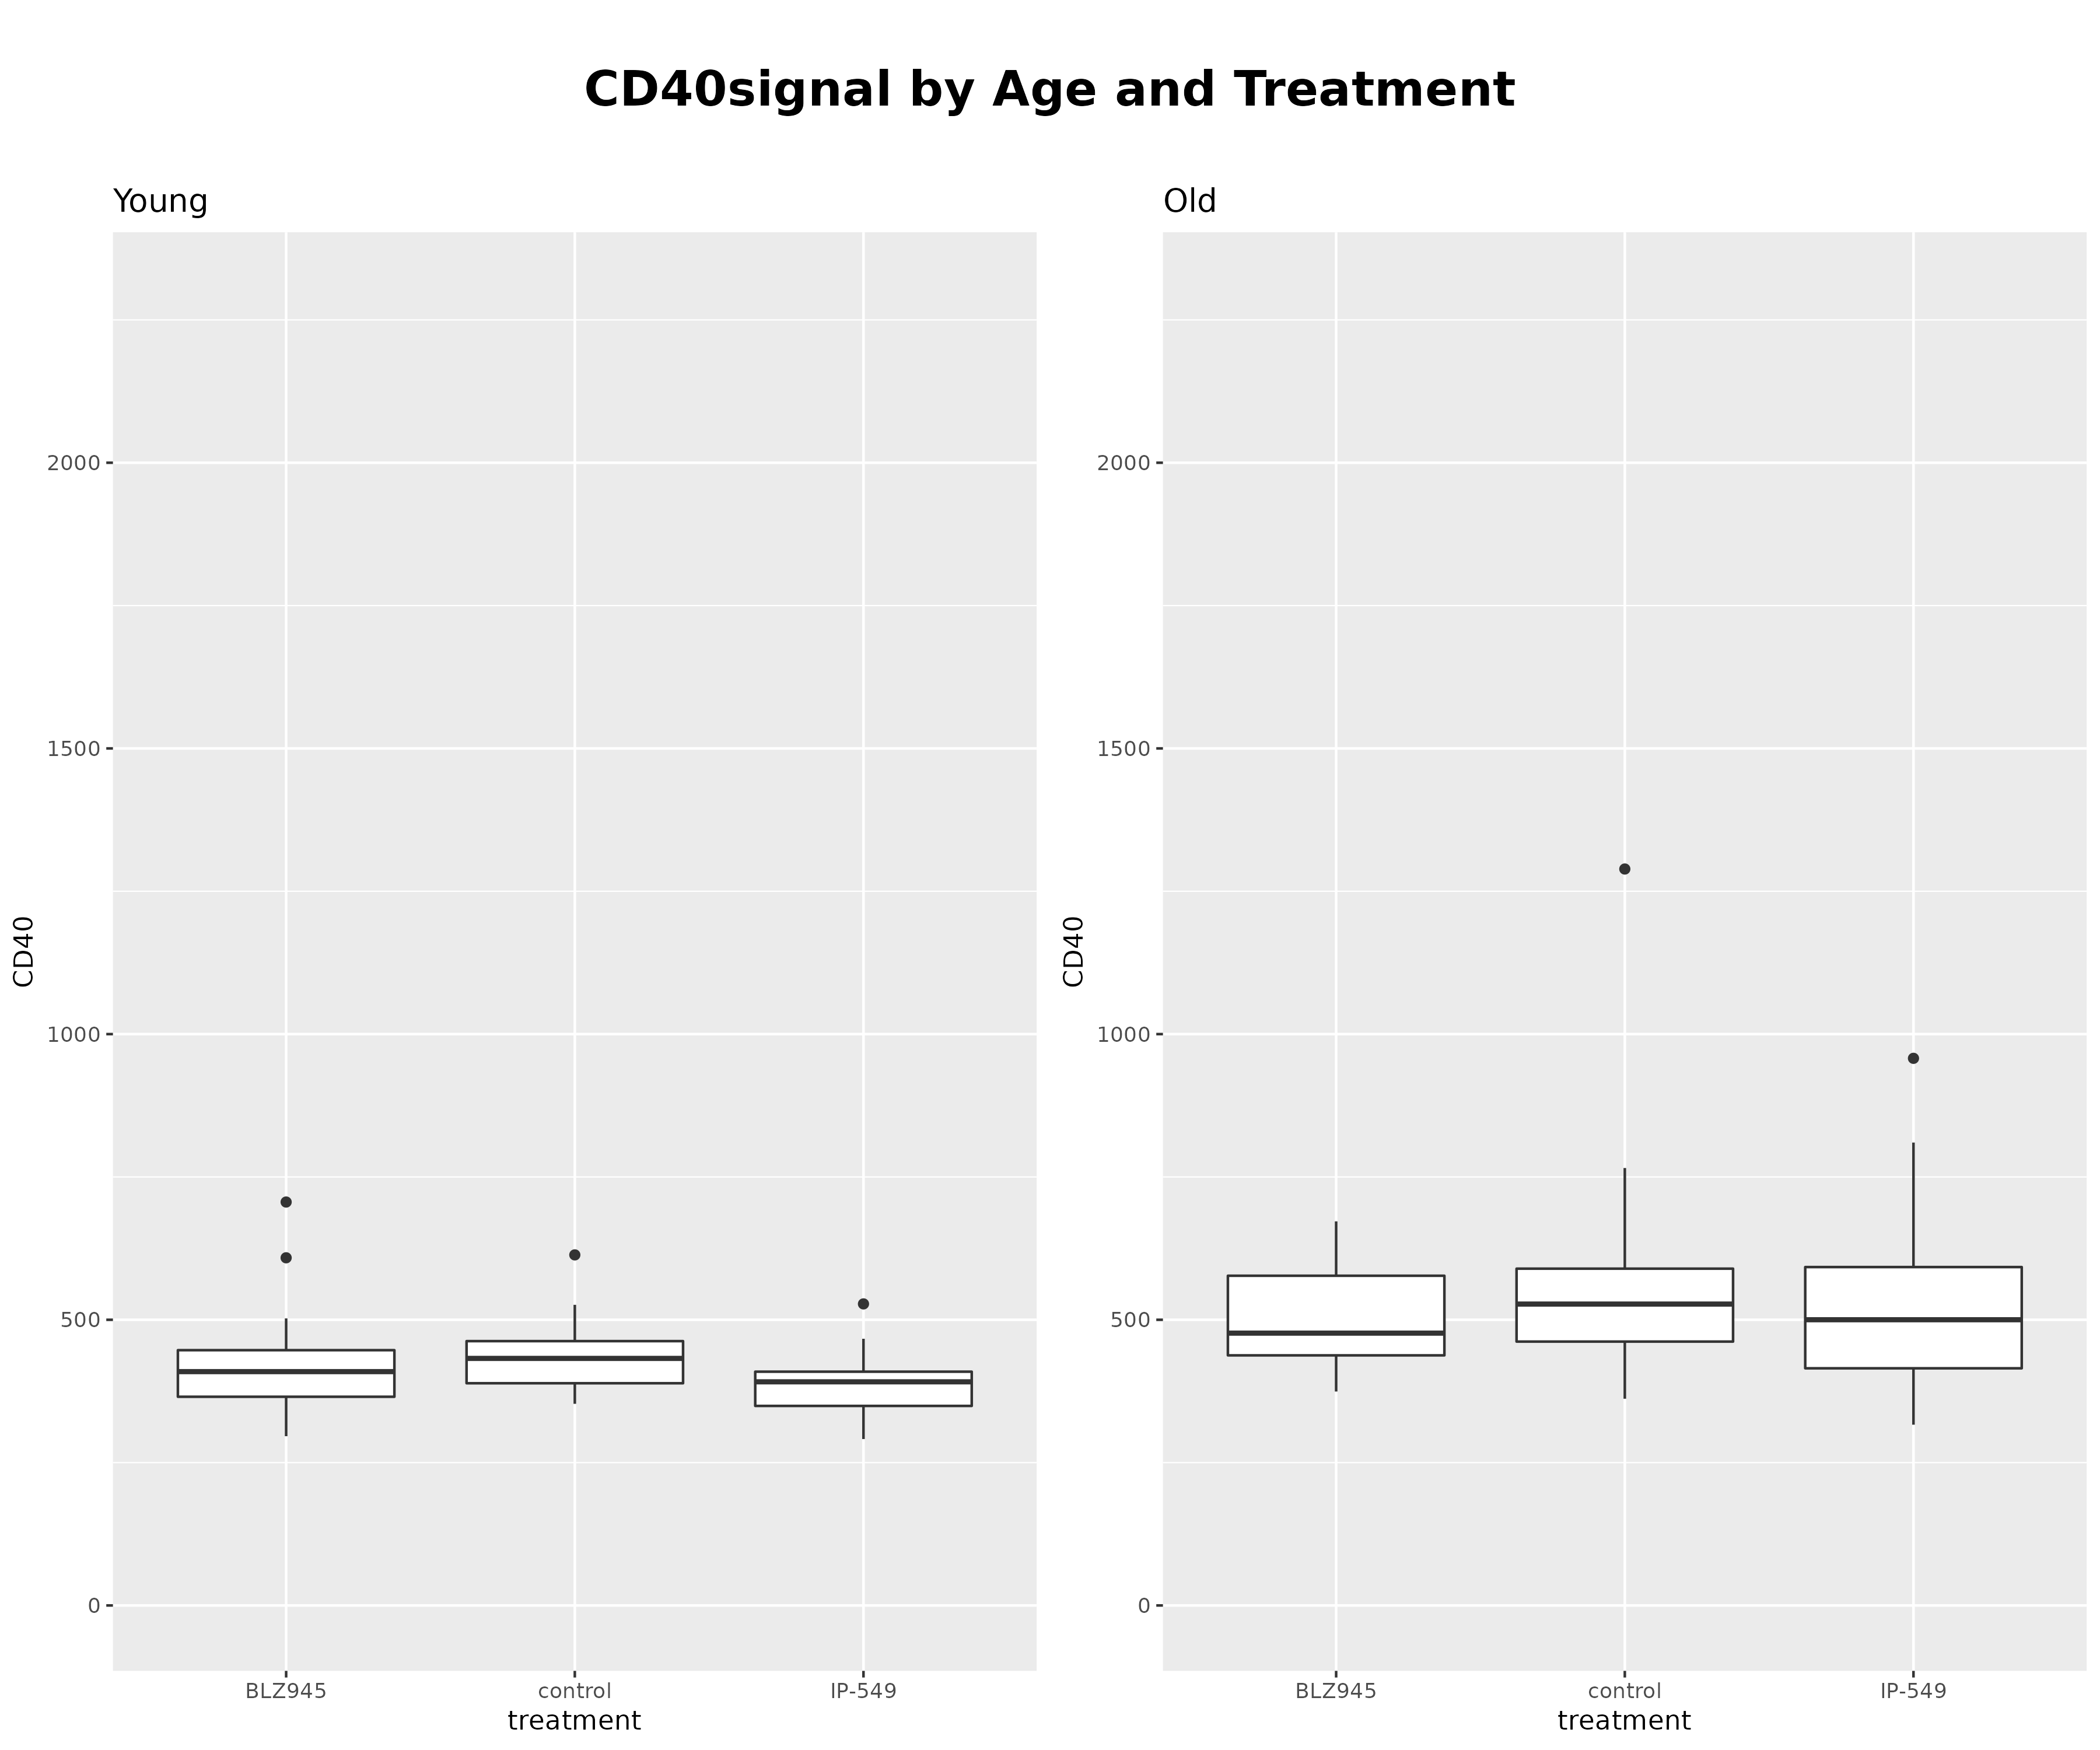 CD40signal by Age and Treatment
Young
2000
1500
1000
500
0
CD40
BLZ945 control IP-549
treatment
Old
2000
1500
1000
500
0
CD40
BLZ945 control IP-549
treatment